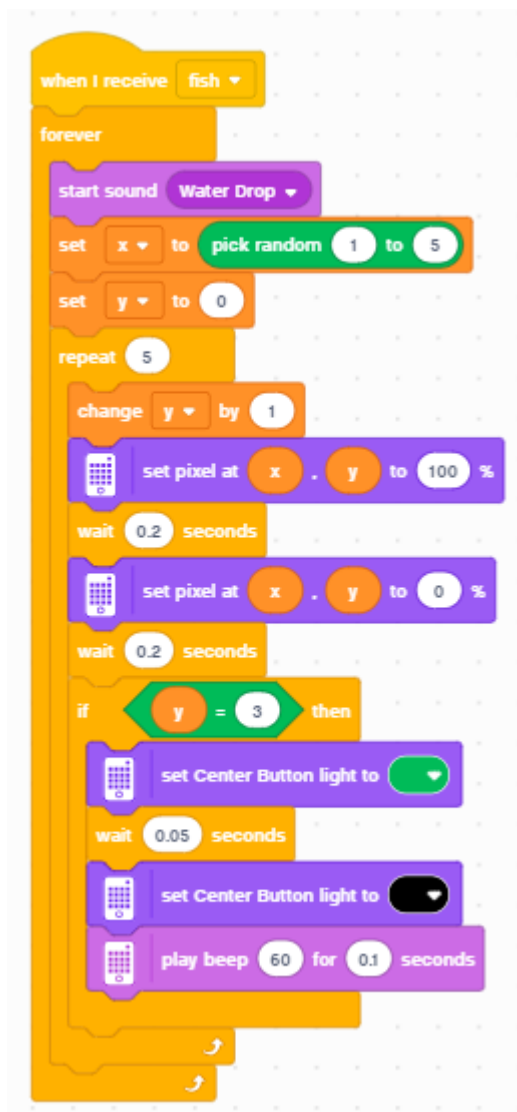 when I receive fish
forever
start sound Water Drop
set x to pick random 1 to 5
set y to 0
repeat 5
change y by 1
set pixel at x , y to 100 %
wait 0.2 seconds
set pixel at x , y to 0 %
wait 0.2 seconds
if y = 3 then
set Center Button light to
wait 0.05 seconds
set Center Button light to
play beep 60 for 0.1 seconds